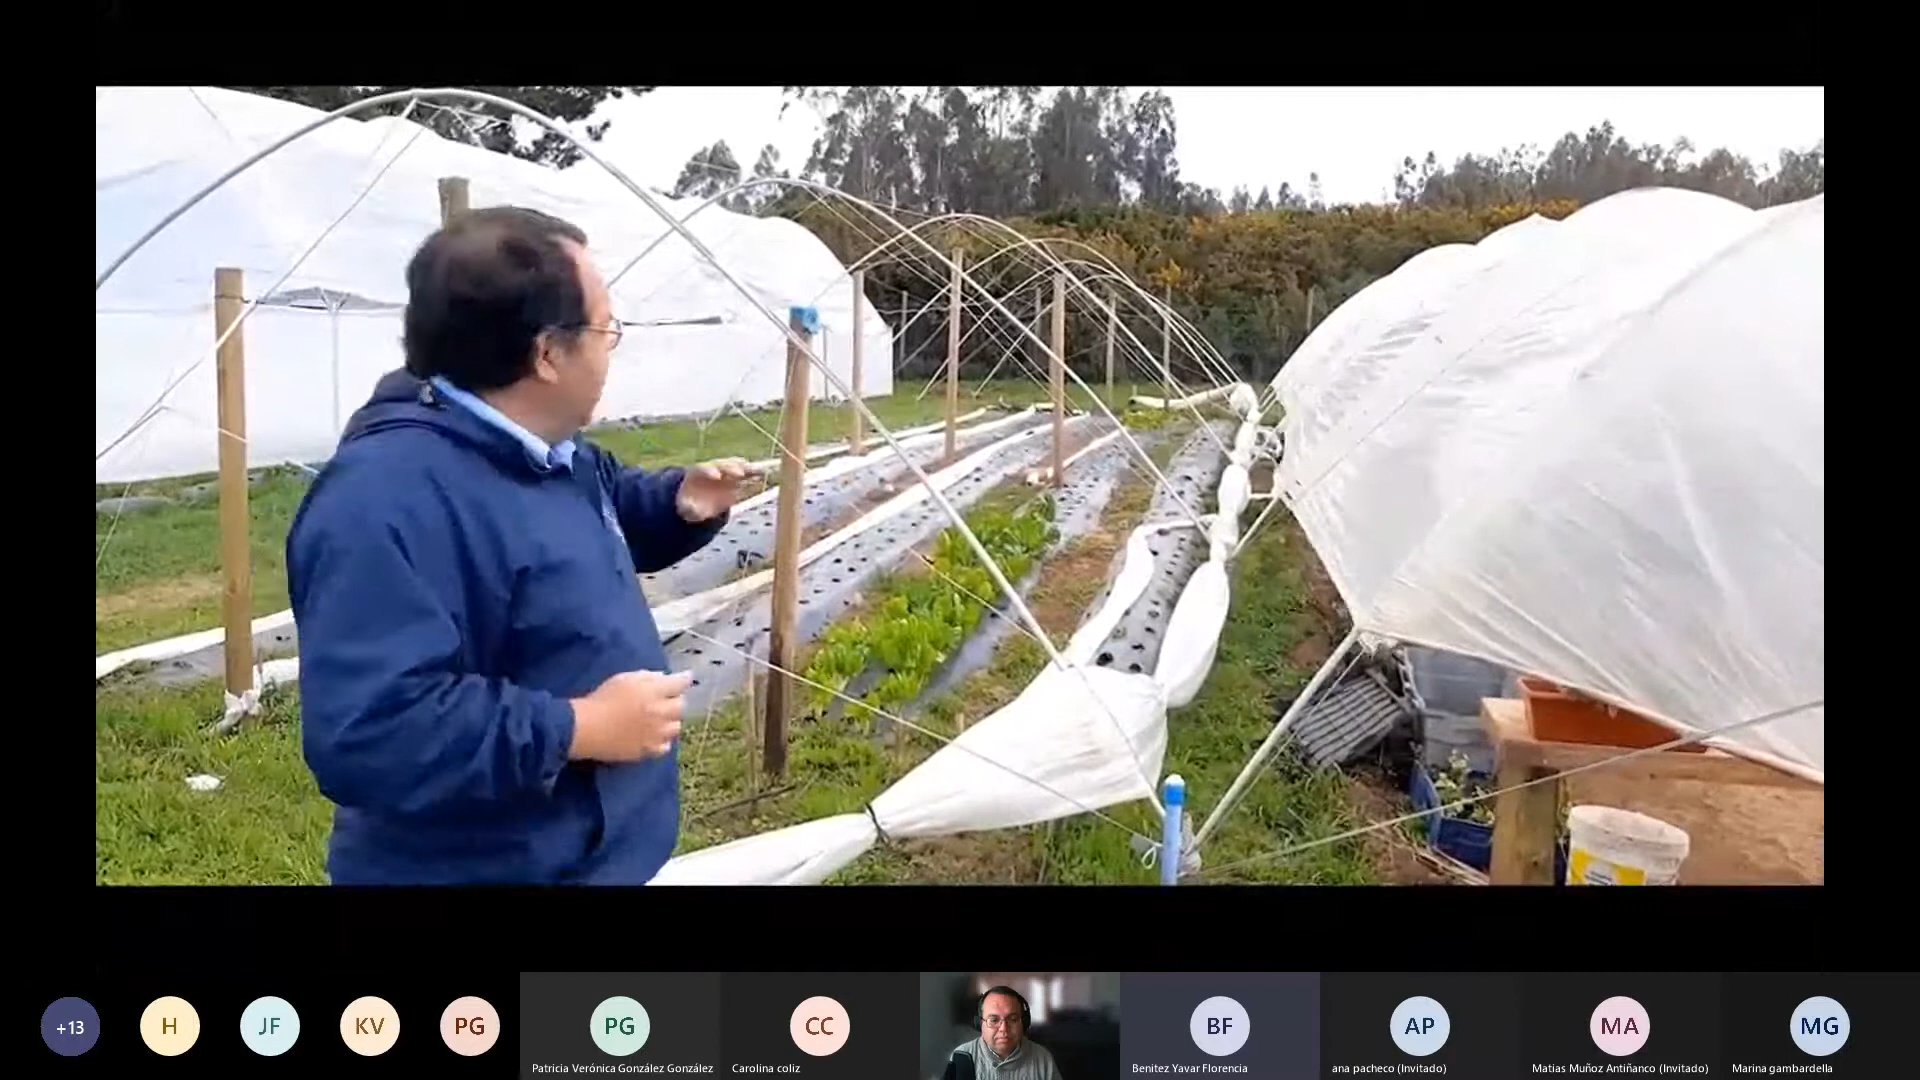 +13
H
JF
KV
PG
PG
CC
BF
AP
MA
MG
Patricia Verónica González González
Carolina coliz
Benitez Yavar Florencia
ana pacheco (Invitado)
Matias Muñoz Antiñanco (Invitado)
Marina gambardella